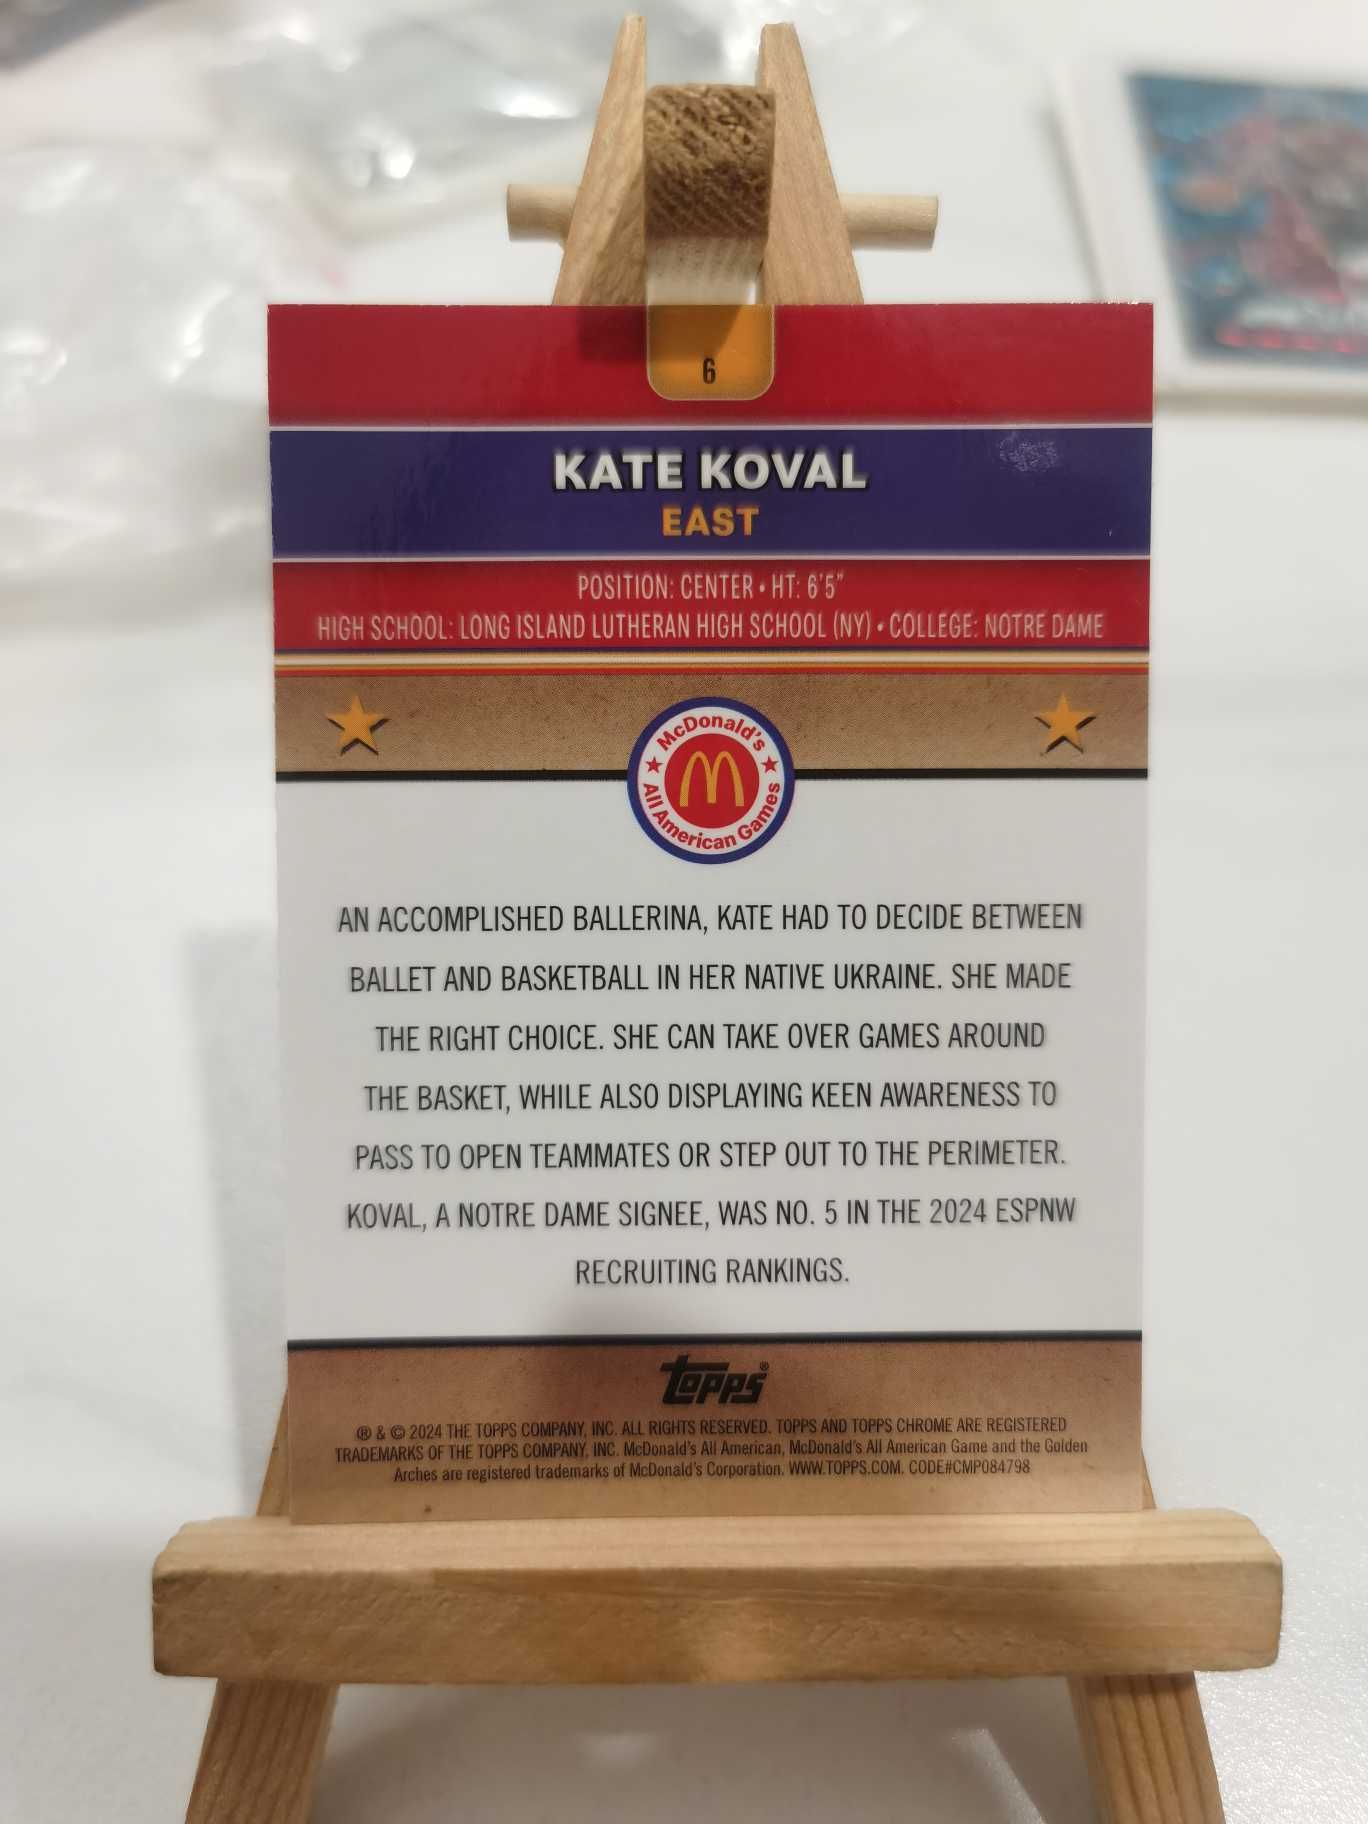 6
KATE KOVAL
EAST
POSITION: CENTER • HT: 6'5"
HIGH SCHOOL: LONG ISLAND LUTHERAN HIGH SCHOOL (NY) • COLLEGE: NOTRE DAME
McDonald's
All American Games
AN ACCOMPLISHED BALLERINA, KATE HAD TO DECIDE BETWEEN
BALLET AND BASKETBALL IN HER NATIVE UKRAINE. SHE MADE
THE RIGHT CHOICE. SHE CAN TAKE OVER GAMES AROUND
THE BASKET, WHILE ALSO DISPLAYING KEEN AWARENESS TO
PASS TO OPEN TEAMMATES OR STEP OUT TO THE PERIMETER.
KOVAL, A NOTRE DAME SIGNEE, WAS NO. 5 IN THE 2024 ESPNW
RECRUITING RANKINGS.
topps®
® & © 2024 THE TOPPS COMPANY, INC. ALL RIGHTS RESERVED. TOPPS AND TOPPS CHROME ARE REGISTERED
TRADEMARKS OF THE TOPPS COMPANY, INC. McDonald's All American, McDonald's All American Game and the Golden
Arches are registered trademarks of McDonald's Corporation. WWW.TOPPS.COM. CODE#CMP084798